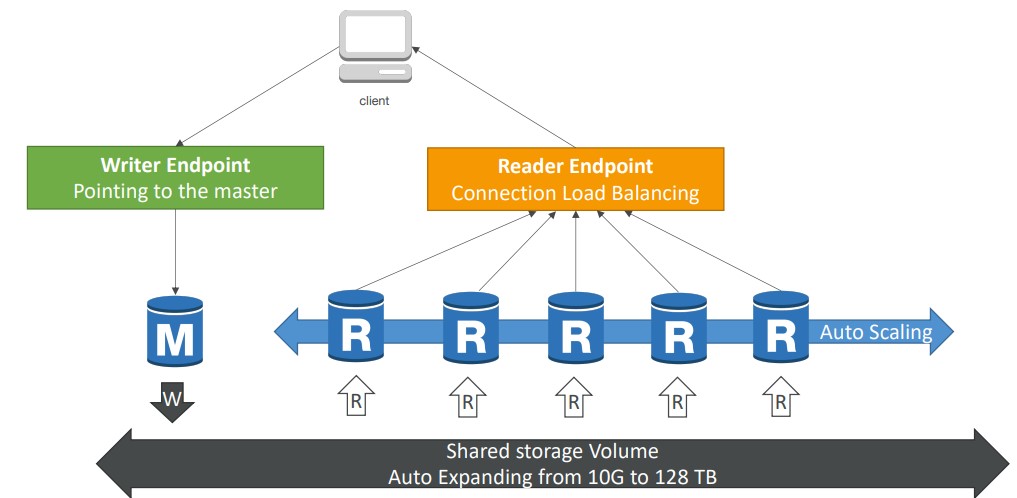 client
Writer Endpoint
Pointing to the master
Reader Endpoint
Connection Load Balancing
M
R
R
R
R
R
Auto Scaling
W
R
R
R
R
R
Shared storage Volume
Auto Expanding from 10G to 128 TB